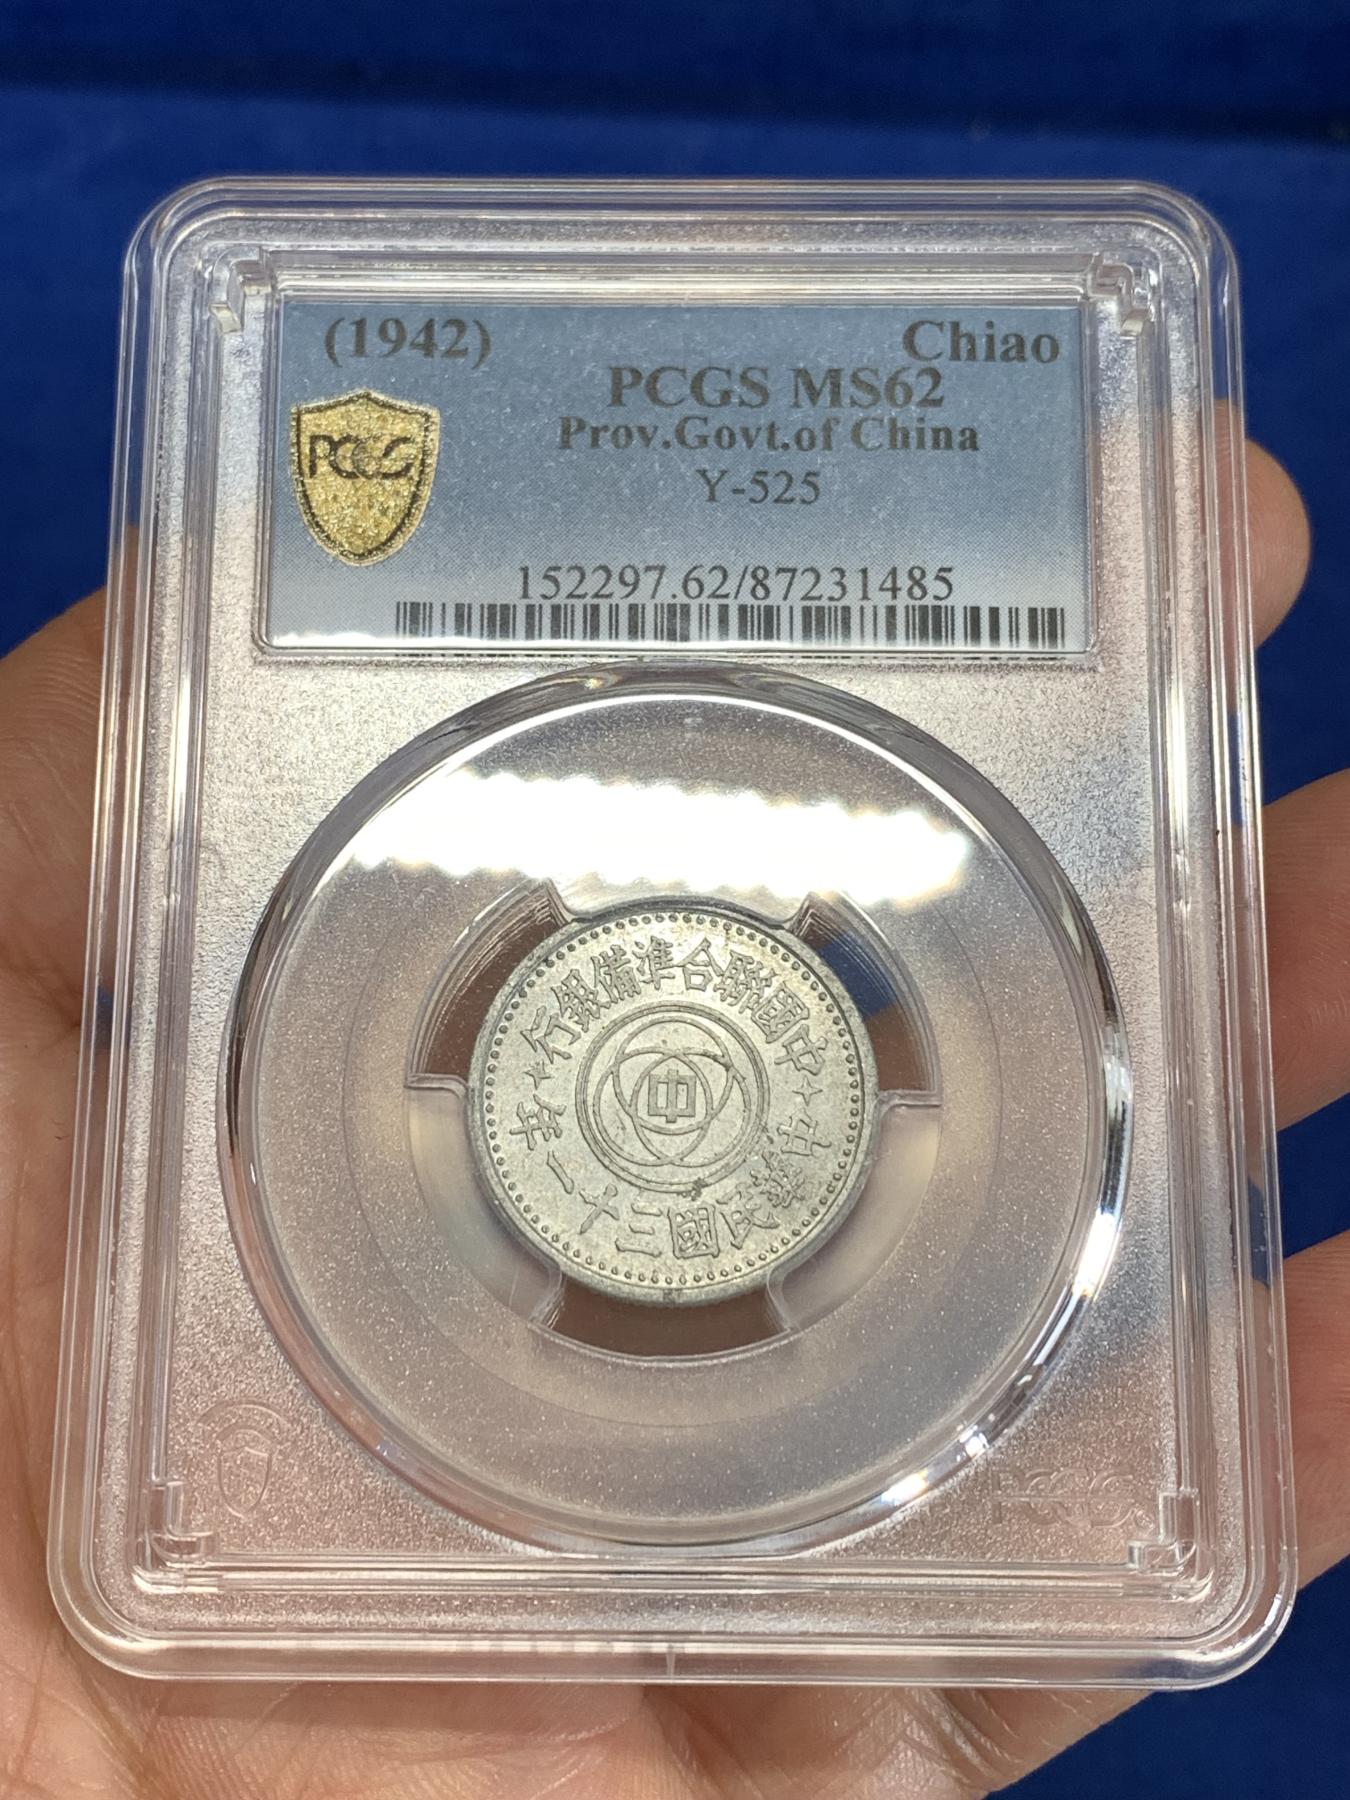 (1942) Chiao
PCGS MS62
Prov.Govt.of China
Y-525
PCGS
152297.62/87231485
行銀備準合聯國中
中
年一十三國民華中
PCGS